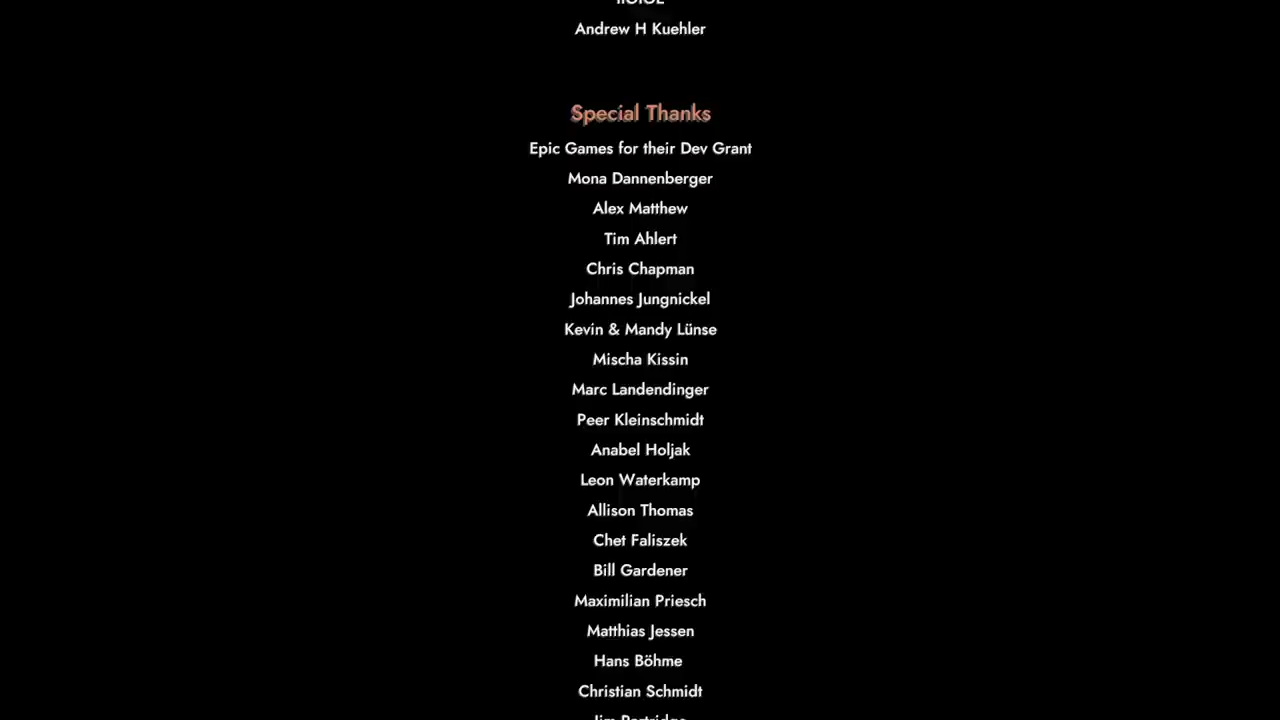 Andrew H Kuehler
Special Thanks
Epic Games for their Dev Grant
Mona Dannenberger
Alex Matthew
Tim Ahlert
Chris Chapman
Johannes Jungnickel
Kevin & Mandy Lünse
Mischa Kissin
Marc Landendinger
Peer Kleinschmidt
Anabel Holjak
Leon Waterkamp
Allison Thomas
Chet Faliszek
Bill Gardener
Maximilian Priesch
Matthias Jessen
Hans Böhme
Christian Schmidt